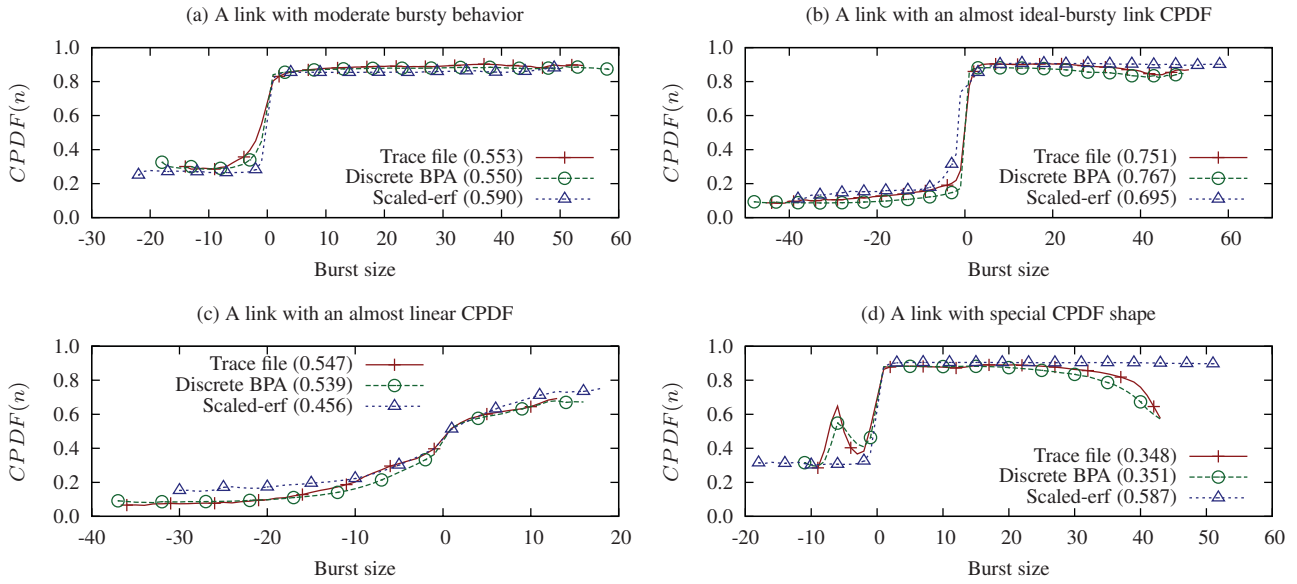 (a) A link with moderate bursty behavior
CPDF(n)
1.0
0.8
0.6
0.4
0.2
0.0
Trace file (0.553)
Discrete BPA (0.550)
Scaled-erf (0.590)
-30 -20 -10 0 10 20 30 40 50 60
Burst size
(b) A link with an almost ideal-bursty link CPDF
CPDF(n)
1.0
0.8
0.6
0.4
0.2
0.0
Trace file (0.751)
Discrete BPA (0.767)
Scaled-erf (0.695)
-40 -20 0 20 40 60
Burst size
(c) A link with an almost linear CPDF
CPDF(n)
1.0
0.8
0.6
0.4
0.2
0.0
Trace file (0.547)
Discrete BPA (0.539)
Scaled-erf (0.456)
-40 -30 -20 -10 0 10 20
Burst size
(d) A link with special CPDF shape
CPDF(n)
1.0
0.8
0.6
0.4
0.2
0.0
Trace file (0.348)
Discrete BPA (0.351)
Scaled-erf (0.587)
-20 -10 0 10 20 30 40 50 60
Burst size